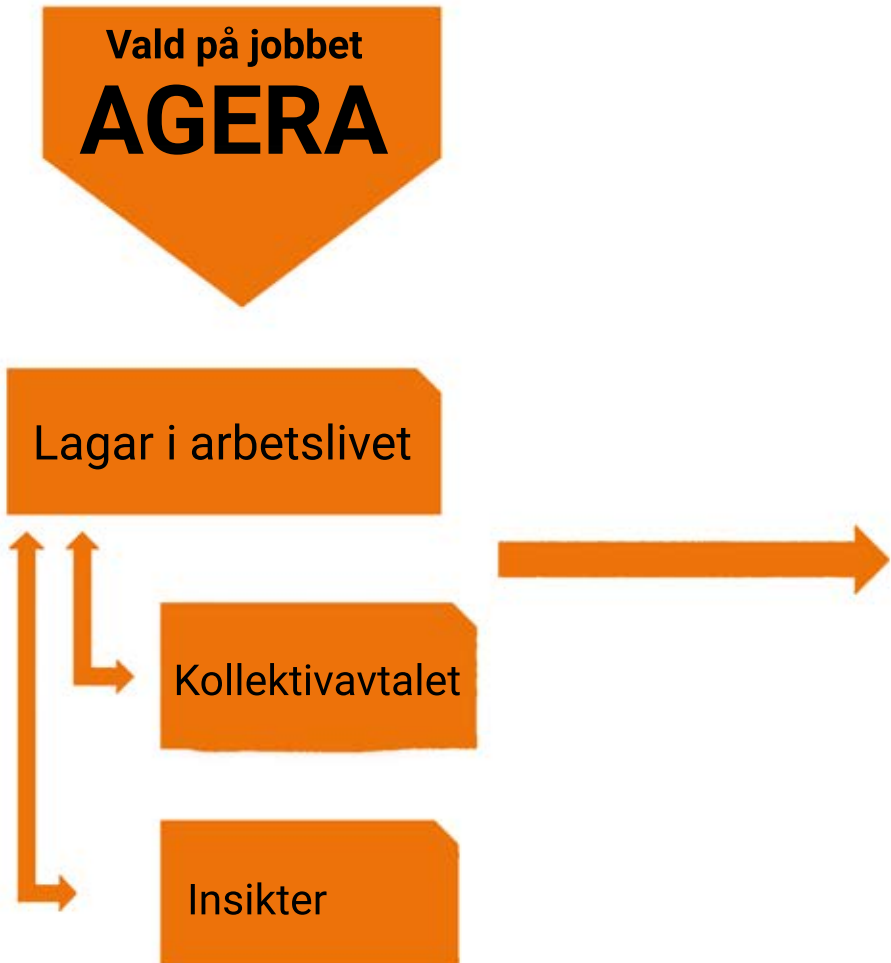 Vald på jobbet
AGERA
Lagar i arbetslivet
Kollektivavtalet
Insikter